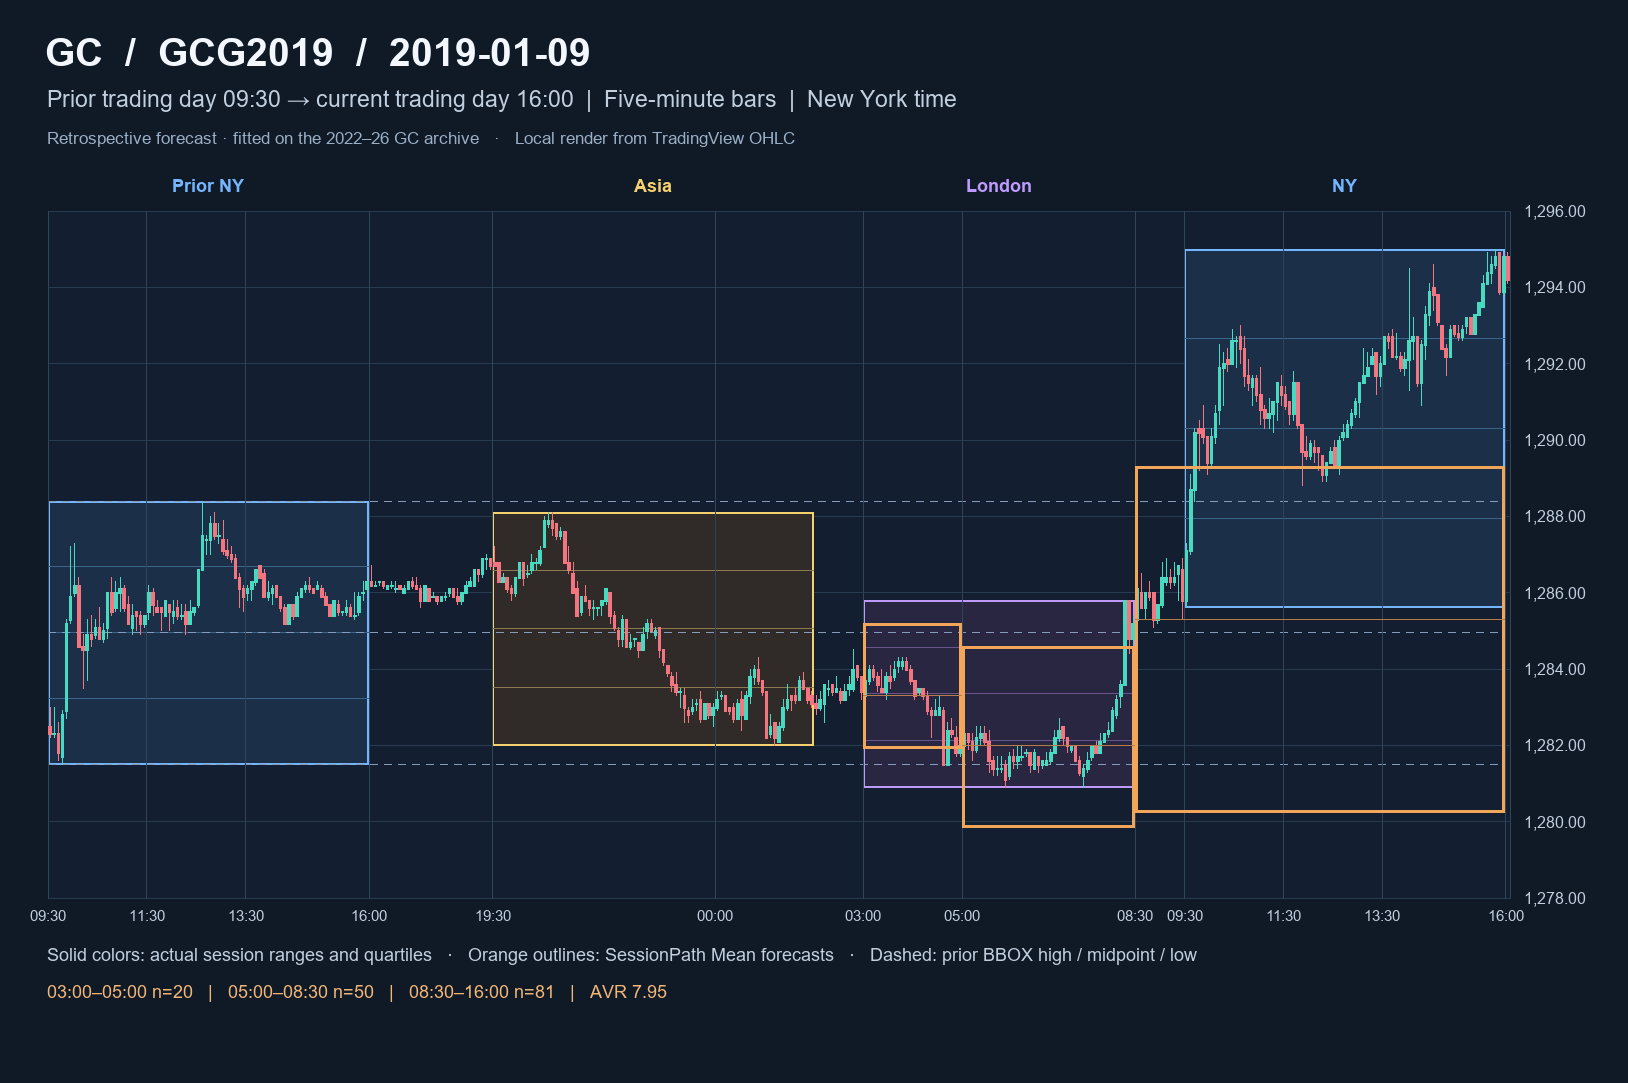 GC / GCG2019 / 2019-01-09
Prior trading day 09:30 → current trading day 16:00 | Five-minute bars | New York time
Retrospective forecast · fitted on the 2022–26 GC archive · Local render from TradingView OHLC
Prior NY Asia London NY
1,296.00
1,294.00
1,292.00
1,290.00
1,288.00
1,286.00
1,284.00
1,282.00
1,280.00
1,278.00
09:30 11:30 13:30 16:00 19:30 00:00 03:00 05:00 08:30 09:30 11:30 13:30 16:00
Solid colors: actual session ranges and quartiles · Orange outlines: SessionPath Mean forecasts · Dashed: prior BBOX high / midpoint / low
03:00–05:00 n=20 | 05:00–08:30 n=50 | 08:30–16:00 n=81 | AVR 7.95